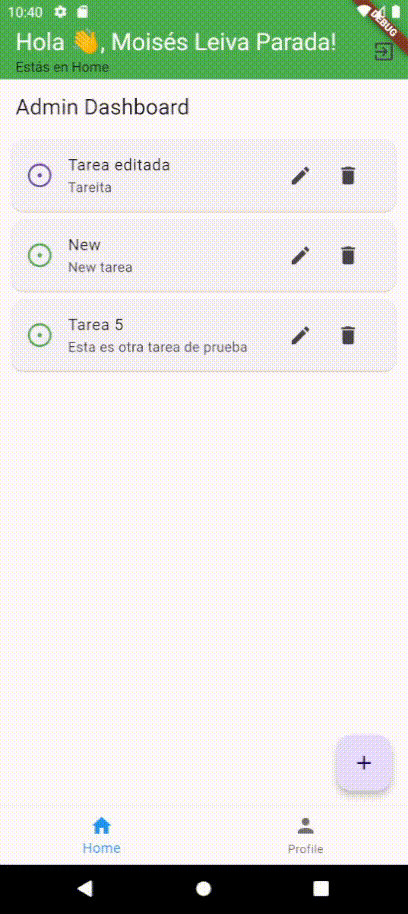 10:40
DEBUG
Hola 👋, Moisés Leiva Parada!
Estás en Home
Admin Dashboard
Tarea editada
Tareita
New
New tarea
Tarea 5
Esta es otra tarea de prueba
+
Home
Profile